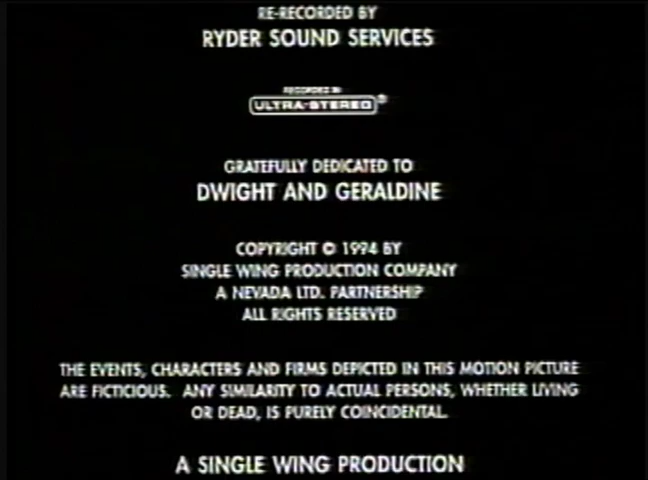 RE-RECORDED BY
RYDER SOUND SERVICES
RECORDED IN
ULTRA-STEREO®
GRATEFULLY DEDICATED TO
DWIGHT AND GERALDINE
COPYRIGHT © 1994 BY
SINGLE WING PRODUCTION COMPANY
A NEVADA LTD. PARTNERSHIP
ALL RIGHTS RESERVED
THE EVENTS, CHARACTERS AND FIRMS DEPICTED IN THIS MOTION PICTURE
ARE FICTICIOUS. ANY SIMILARITY TO ACTUAL PERSONS, WHETHER LIVING
OR DEAD, IS PURELY COINCIDENTAL.
A SINGLE WING PRODUCTION